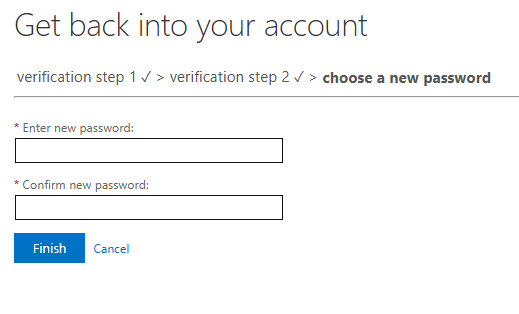 Get back into your account
verification step 1 ✓ > verification step 2 ✓ > choose a new password
* Enter new password:
* Confirm new password:
Finish Cancel